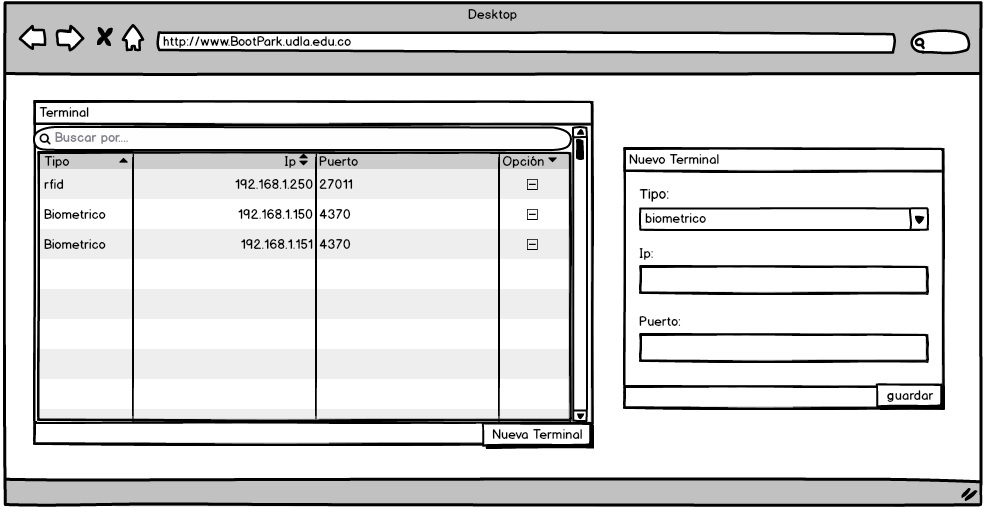 Desktop
http://www.BootPark.udla.edu.co
Terminal
Buscar por....
Tipo Ip Puerto Opción
rfid 192.168.1.250 27011
Biometrico 192.168.1.150 4370
Biometrico 192.168.1.151 4370
Nueva Terminal
Nuevo Terminal
Tipo:
biometrico
Ip:
Puerto:
guardar